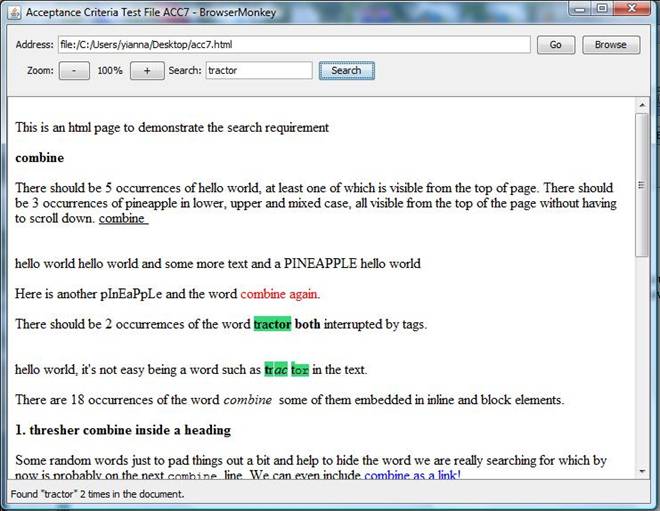 Acceptance Criteria Test File ACC7 - BrowserMonkey
Address: file:/C:/Users/yianna/Desktop/acc7.html Go Browse
Zoom: - 100% + Search: tractor Search
This is an html page to demonstrate the search requirement
combine
There should be 5 occurrences of hello world, at least one of which is visible from the top of page. There should
be 3 occurrences of pineapple in lower, upper and mixed case, all visible from the top of the page without having
to scroll down. combine
hello world hello world and some more text and a PINEAPPLE hello world
Here is another pInEaPpLe and the word combine again.
There should be 2 occurremces of the word tractor both interrupted by tags.
hello world, it's not easy being a word such as trac tor in the text.
There are 18 occurrences of the word combine some of them embedded in inline and block elements.
1. thresher combine inside a heading
Some random words just to pad things out a bit and help to hide the word we are really searching for which by
now is probably on the next combine line. We can even include combine as a link!
Found "tractor" 2 times in the document.